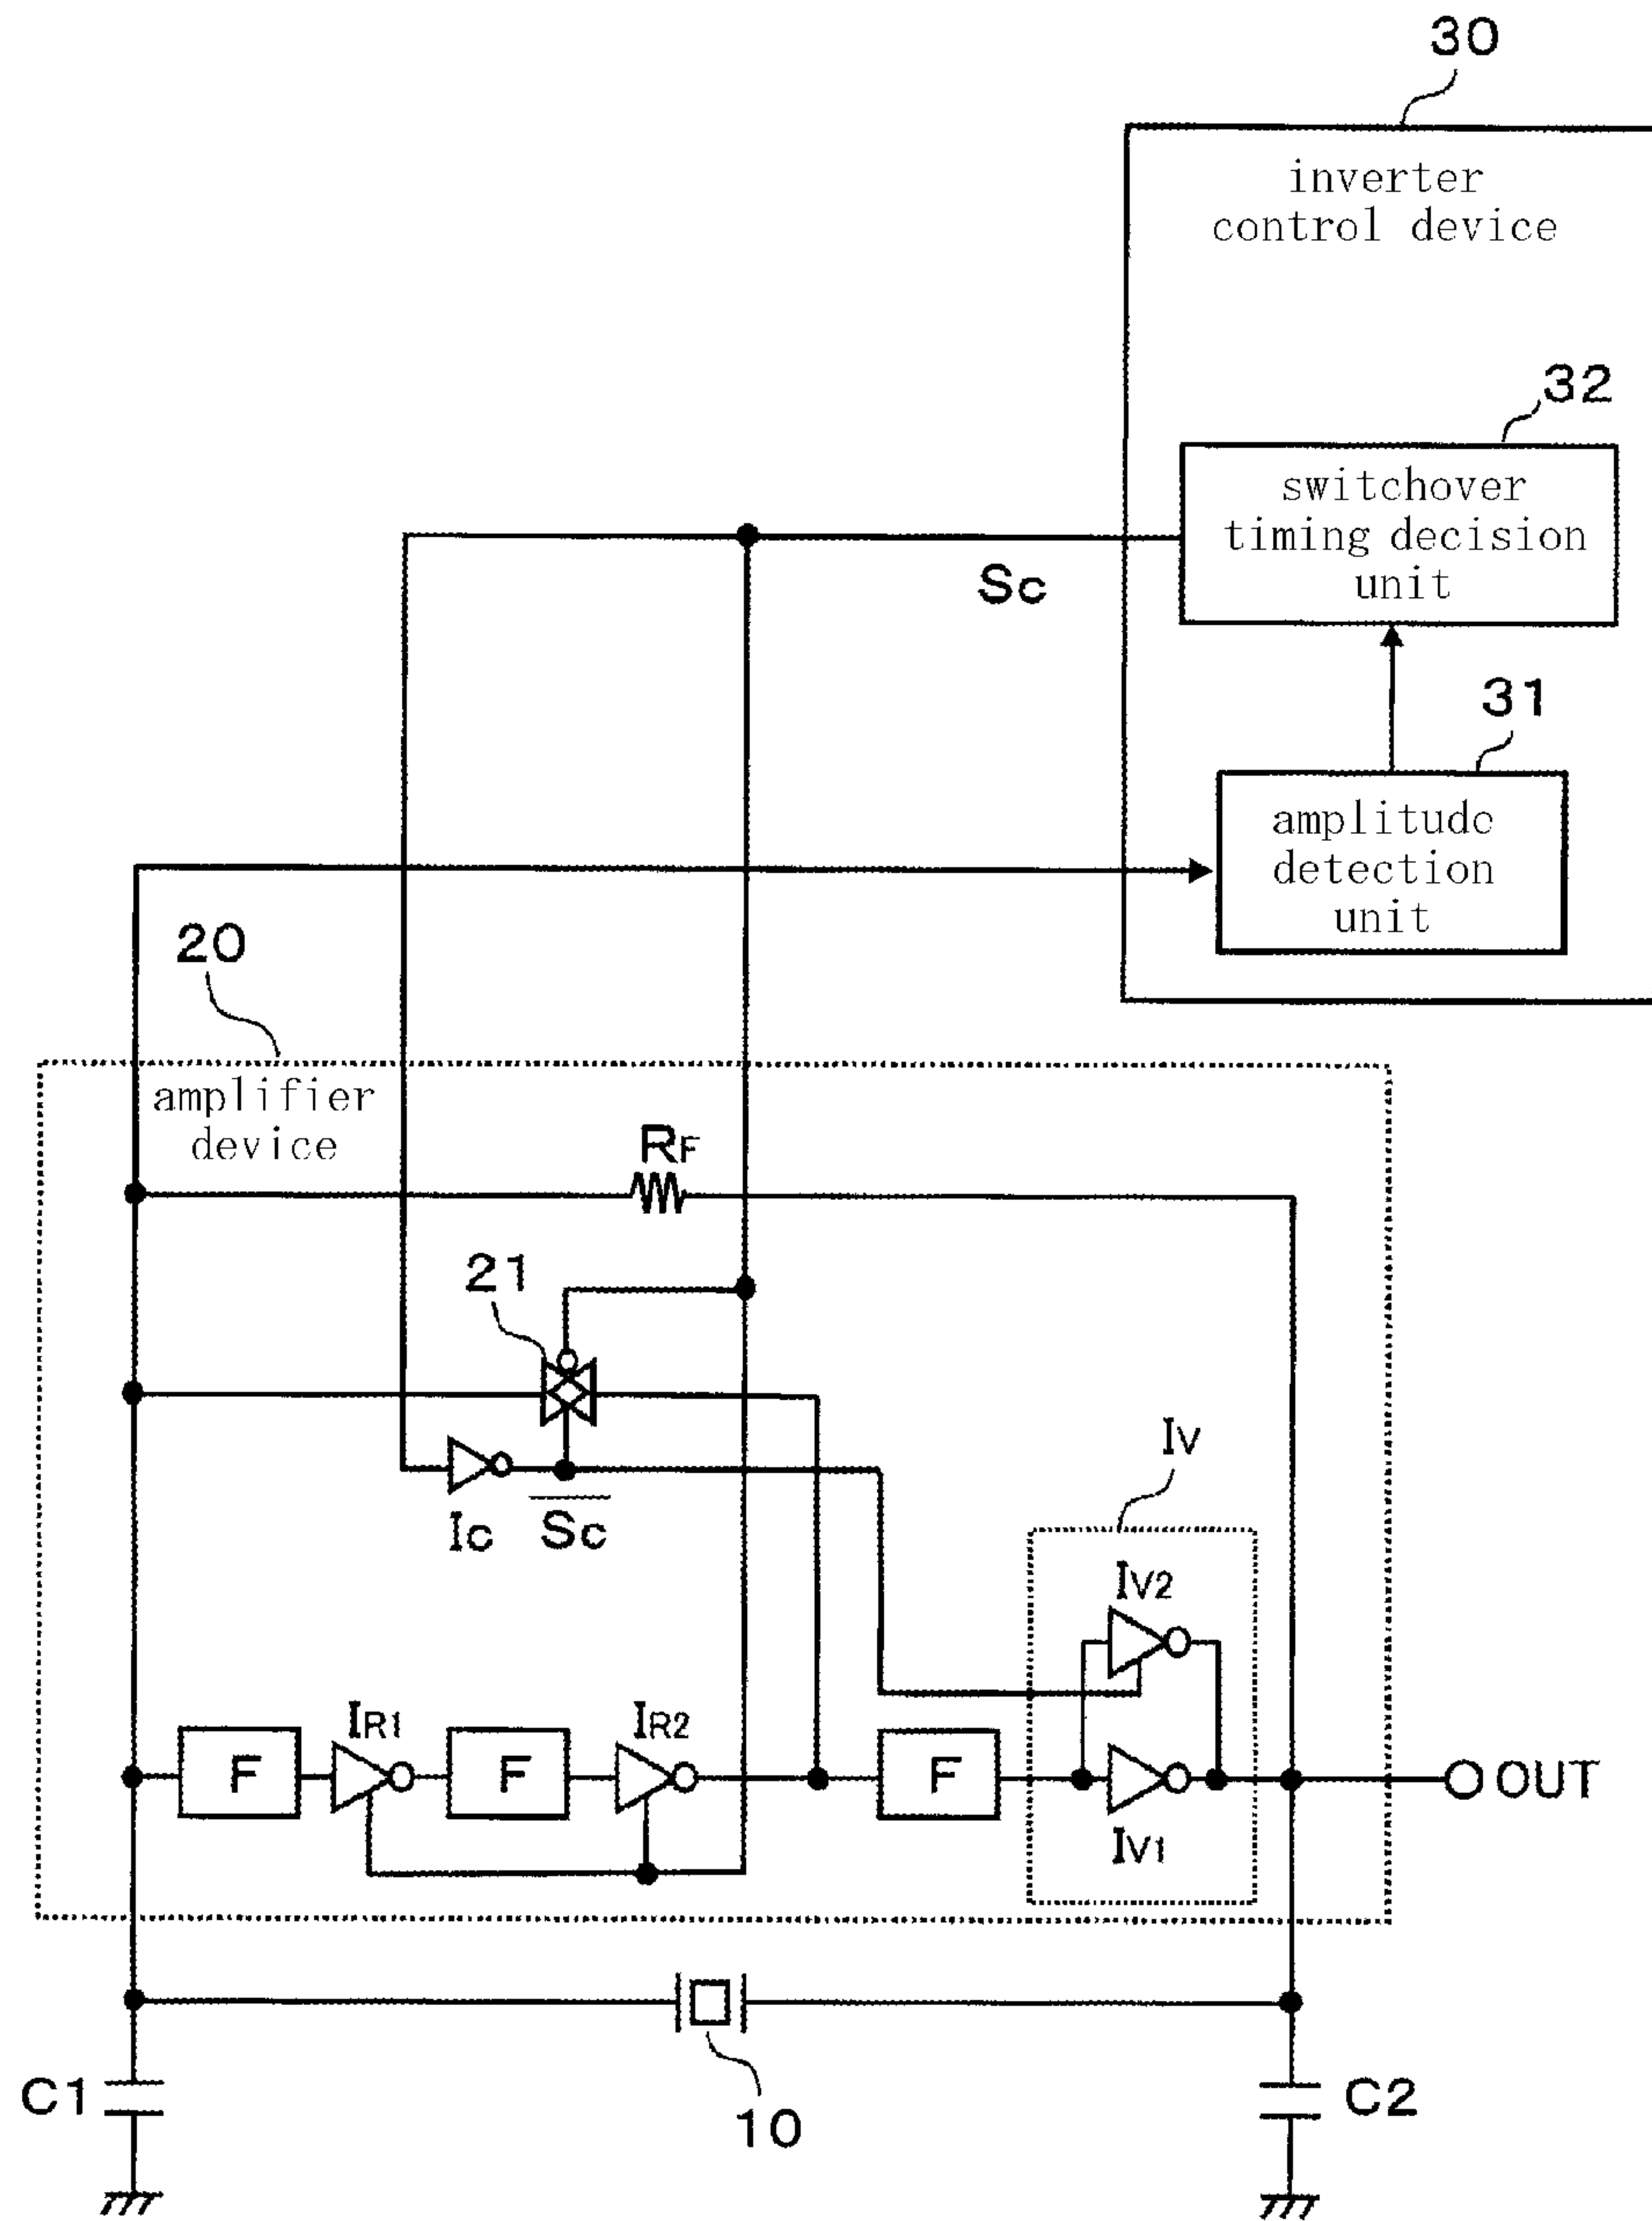 30
inverter
control device
32
switchover
timing decision
unit
Sc
31
amplitude
detection
unit
20
amplifier
device
RF
21
IC
S̅c̅
IV
IV2
IR1
IR2
F
F
F
OUT
IV1
C1
10
C2